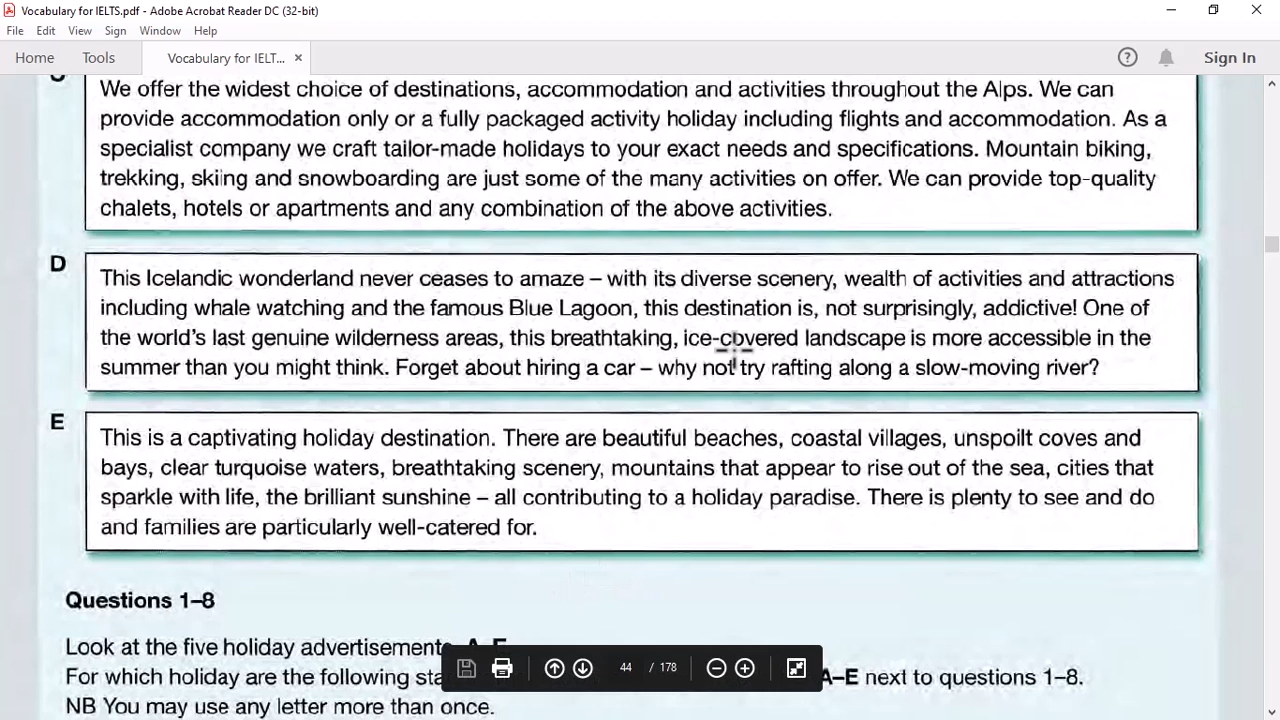 Vocabulary for IELTS.pdf - Adobe Acrobat Reader DC (32-bit)
File Edit View Sign Window Help
Home Tools Vocabulary for IELT... × Sign In
We offer the widest choice of destinations, accommodation and activities throughout the Alps. We can
provide accommodation only or a fully packaged activity holiday including flights and accommodation. As a
specialist company we craft tailor-made holidays to your exact needs and specifications. Mountain biking,
trekking, skiing and snowboarding are just some of the many activities on offer. We can provide top-quality
chalets, hotels or apartments and any combination of the above activities.
D
This Icelandic wonderland never ceases to amaze – with its diverse scenery, wealth of activities and attractions
including whale watching and the famous Blue Lagoon, this destination is, not surprisingly, addictive! One of
the world's last genuine wilderness areas, this breathtaking, ice-covered landscape is more accessible in the
summer than you might think. Forget about hiring a car – why not try rafting along a slow-moving river?
E
This is a captivating holiday destination. There are beautiful beaches, coastal villages, unspoilt coves and
bays, clear turquoise waters, breathtaking scenery, mountains that appear to rise out of the sea, cities that
sparkle with life, the brilliant sunshine – all contributing to a holiday paradise. There is plenty to see and do
and families are particularly well-catered for.
Questions 1–8
Look at the five holiday advertisements
For which holiday are the following A–E next to questions 1–8.
NB You may use any letter more than once.
44 / 178